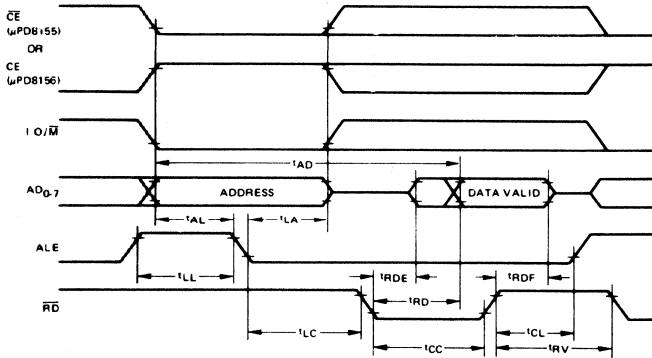 CE
(µPD8155)
OR
CE
(µPD8156)
IO/M
tAD
AD0-7
ADDRESS
DATA VALID
tAL
tLA
ALE
tLL
tRDE
tRDF
tRD
RD
tLC
tCC
tCL
tRV